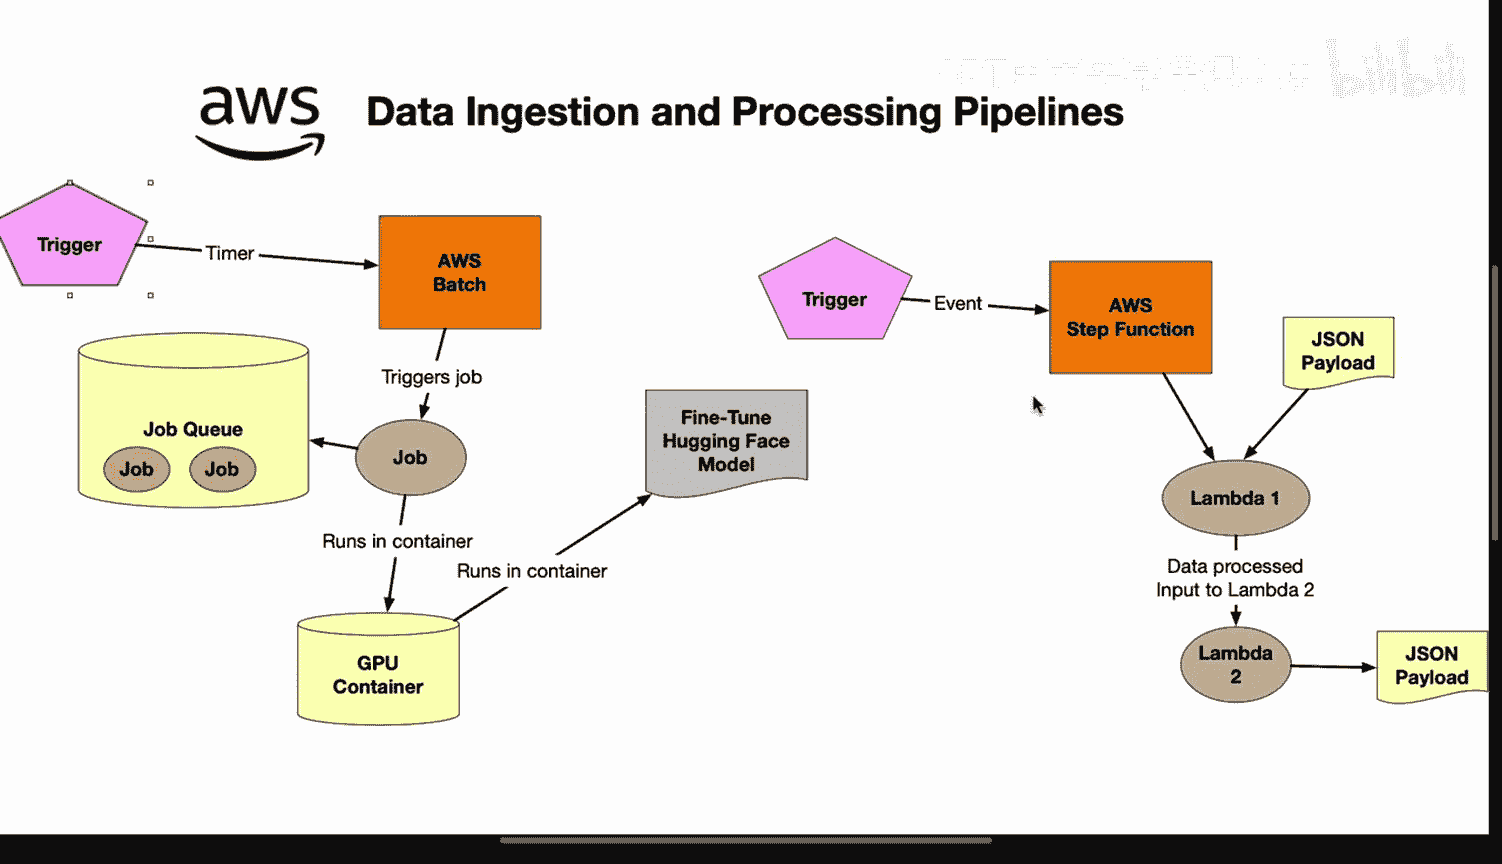 aws
Data Ingestion and Processing Pipelines
Trigger
Timer
AWS
Batch
Triggers job
Job Queue
Job
Job
Job
Runs in container
Runs in container
GPU
Container
Fine-Tune
Hugging Face
Model
Trigger
Event
AWS
Step Function
JSON
Payload
Lambda 1
Data processed
Input to Lambda 2
Lambda
2
JSON
Payload
bilibili